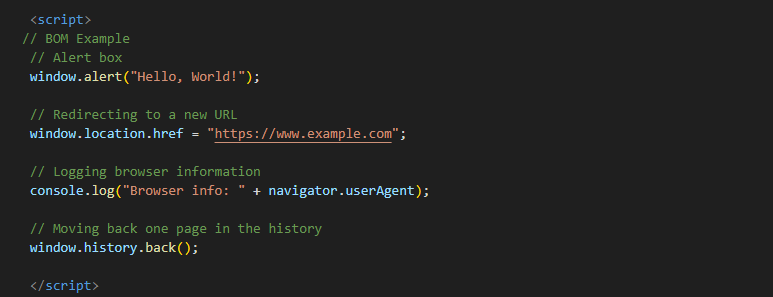 <script>
// BOM Example
// Alert box
window.alert("Hello, World!");
// Redirecting to a new URL
window.location.href = "https://www.example.com";
// Logging browser information
console.log("Browser info: " + navigator.userAgent);
// Moving back one page in the history
window.history.back();
</script>